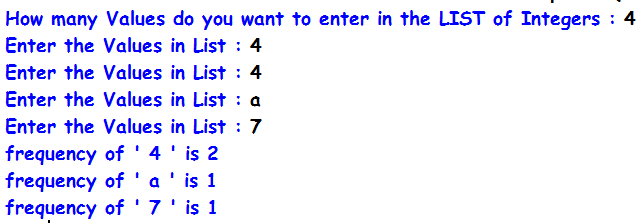 How many Values do you want to enter in the LIST of Integers : 4
Enter the Values in List : 4
Enter the Values in List : 4
Enter the Values in List : a
Enter the Values in List : 7
frequency of ' 4 ' is 2
frequency of ' a ' is 1
frequency of ' 7 ' is 1